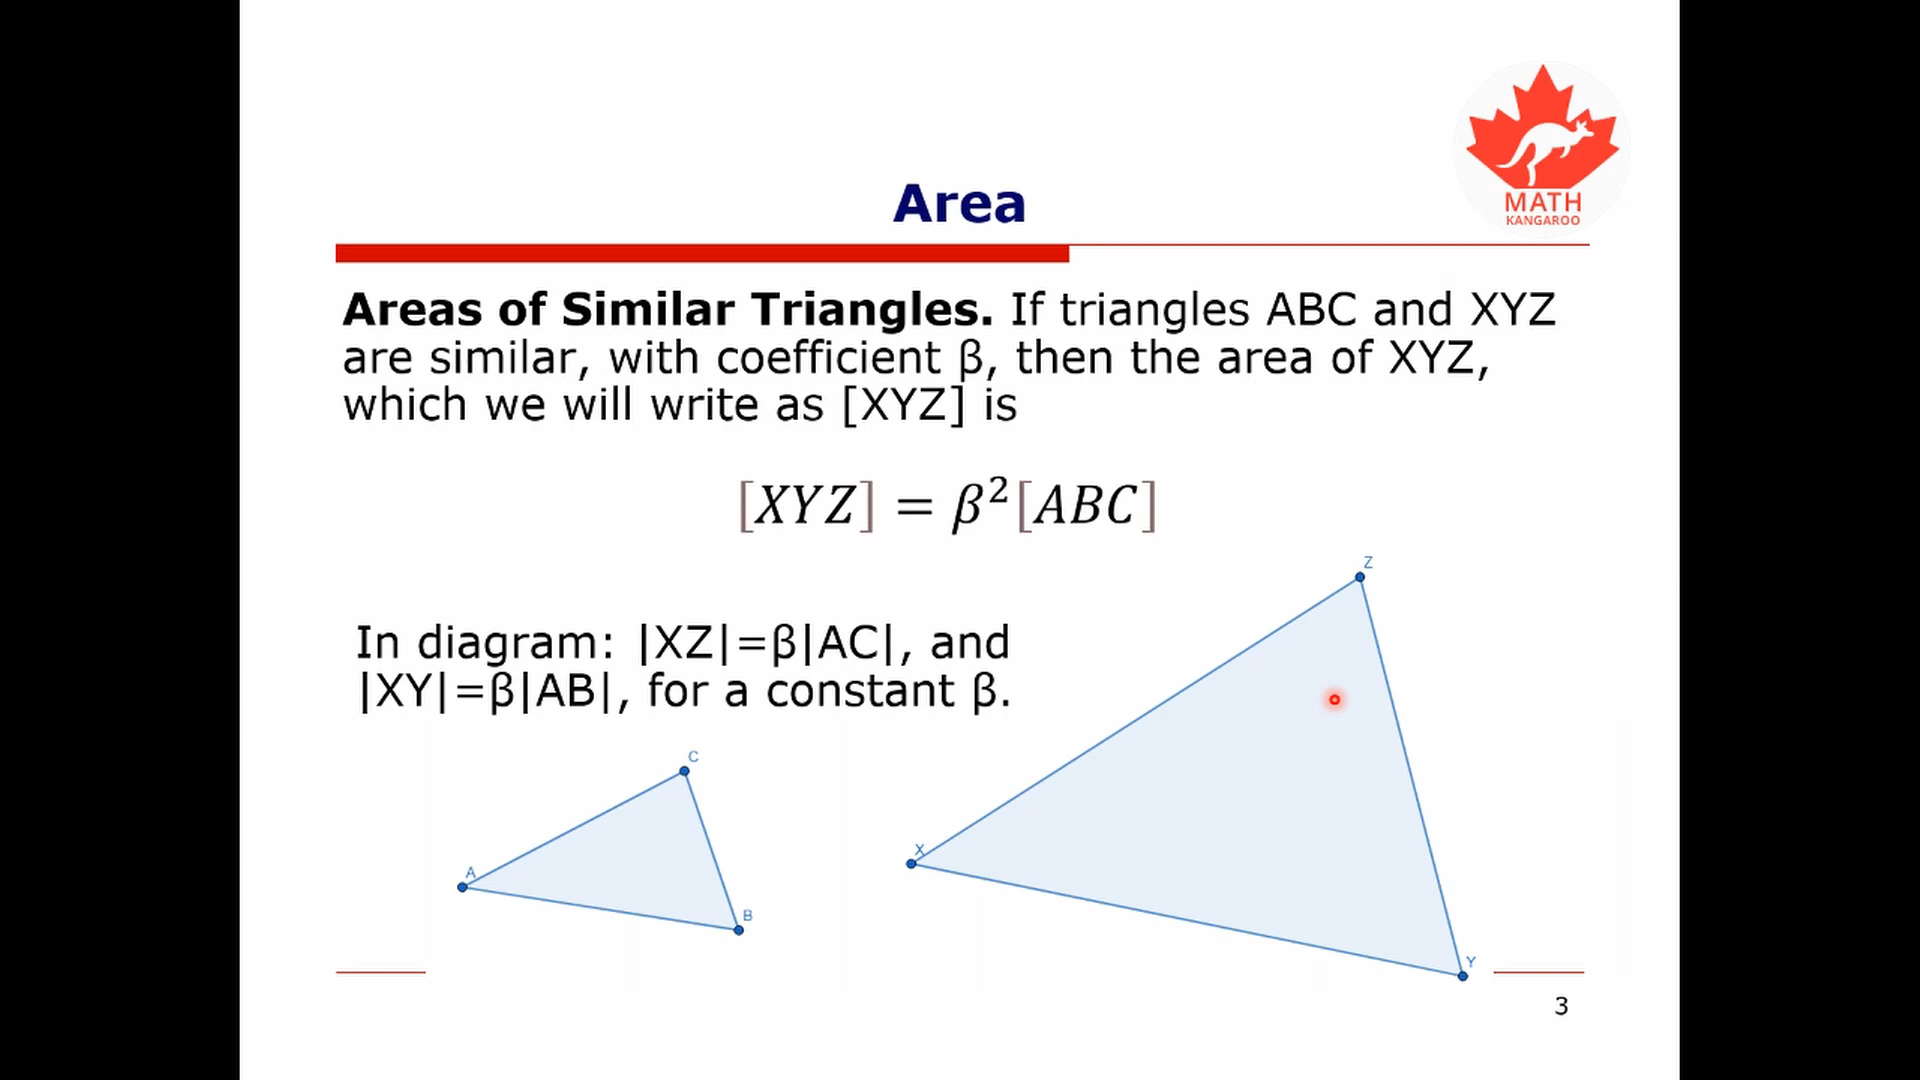 MATH
KANGAROO
Area
Areas of Similar Triangles. If triangles ABC and XYZ
are similar, with coefficient β, then the area of XYZ,
which we will write as [XYZ] is
[XYZ] = β²[ABC]
In diagram: |XZ|=β|AC|, and
|XY|=β|AB|, for a constant β.
Z
C
X
A
B
Y
3